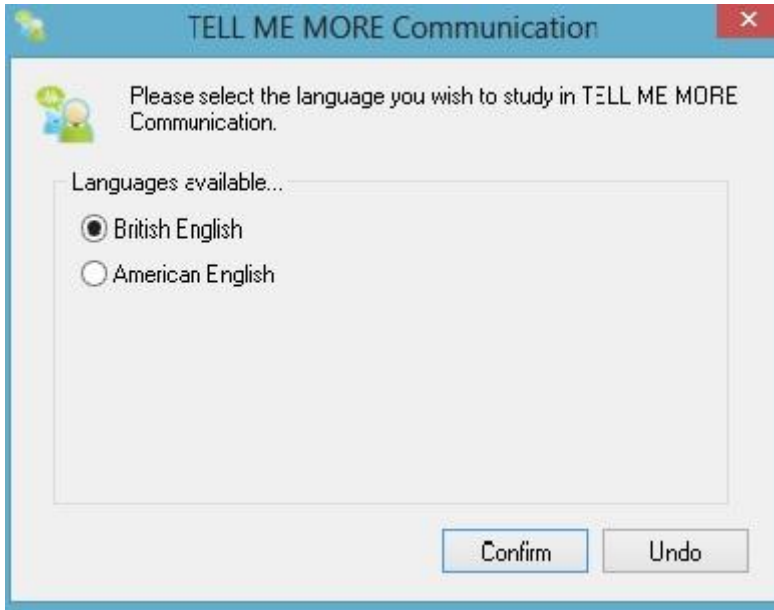 TELL ME MORE Communication
Please select the language you wish to study in TELL ME MORE
Communication.
Languages available...
British English
American English
Confirm
Undo